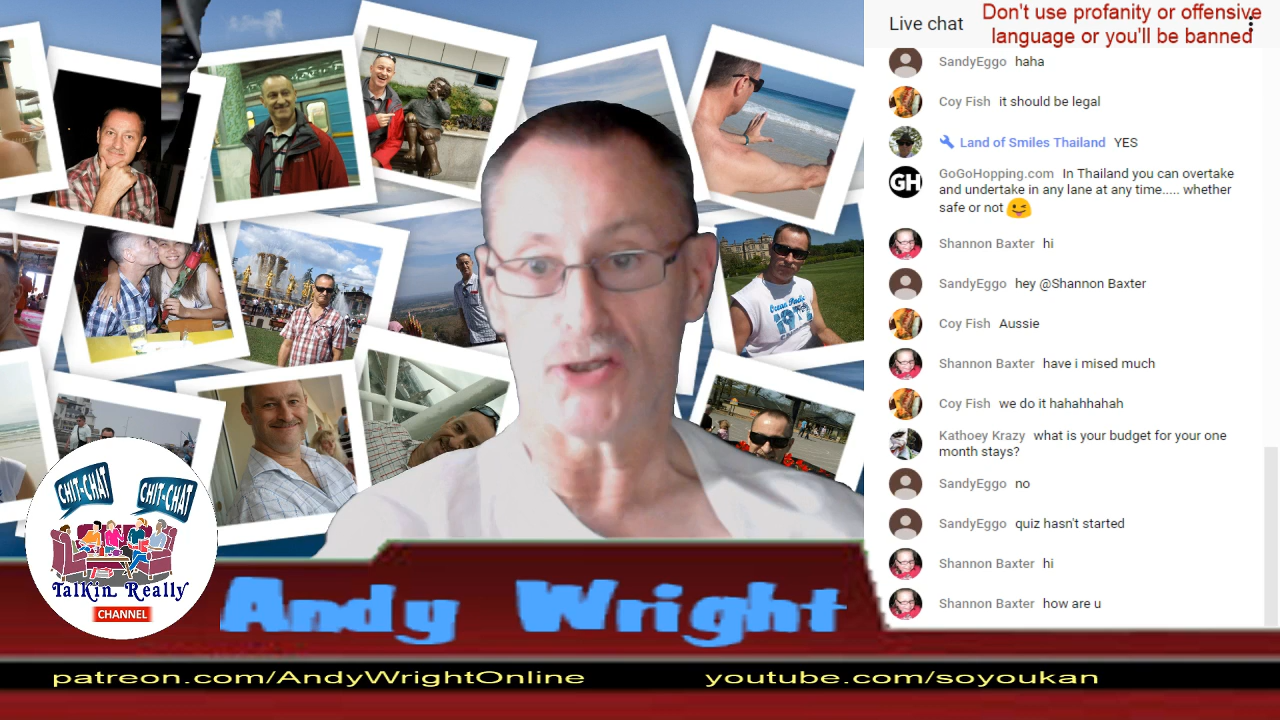 Live chat
Don't use profanity or offensive
language or you'll be banned
SandyEggo haha
Coy Fish it should be legal
Land of Smiles Thailand YES
GH
GoGoHopping.com In Thailand you can overtake
and undertake in any lane at any time..... whether
safe or not 😜
Shannon Baxter hi
SandyEggo hey @Shannon Baxter
Coy Fish Aussie
Shannon Baxter have i mised much
Coy Fish we do it hahahhahah
Kathoey Krazy what is your budget for your one
month stays?
SandyEggo no
SandyEggo quiz hasn't started
Shannon Baxter hi
Shannon Baxter how are u
CHIT-CHAT
CHIT-CHAT
Talkin Really
CHANNEL
Andy Wright
patreon.com/AndyWrightOnline
youtube.com/soyoukan